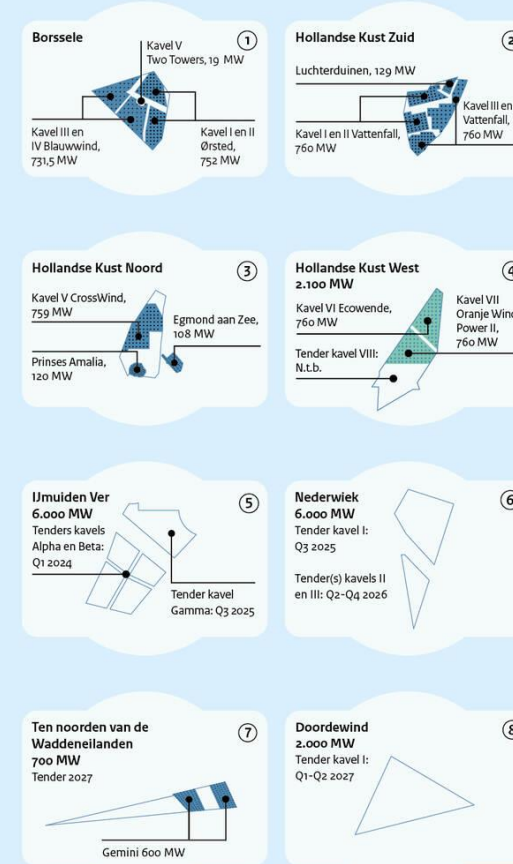 Borssele
1
Kavel V
Two Towers, 19 MW
Kavel III en
IV Blauwwind,
731,5 MW
Kavel I en II
Ørsted,
752 MW
Hollandse Kust Zuid
2
Luchterduinen, 129 MW
Kavel I en II Vattenfall,
760 MW
Kavel III en
Vattenfall,
760 MW
Hollandse Kust Noord
3
Kavel V CrossWind,
759 MW
Egmond aan Zee,
108 MW
Prinses Amalia,
120 MW
Hollandse Kust West
4
2.100 MW
Kavel VI Ecowende,
760 MW
Kavel VII
Oranje Wind
Power II,
760 MW
Tender kavel VIII:
N.t.b.
IJmuiden Ver
5
6.000 MW
Tenders kavels
Alpha en Beta:
Q1 2024
Tender kavel
Gamma: Q3 2025
Nederwiek
6
6.000 MW
Tender kavel I:
Q3 2025
Tender(s) kavels II
en III: Q2-Q4 2026
Ten noorden van de
7
Waddeneilanden
700 MW
Tender 2027
Gemini 600 MW
Doordewind
8
2.000 MW
Tender kavel I:
Q1-Q2 2027